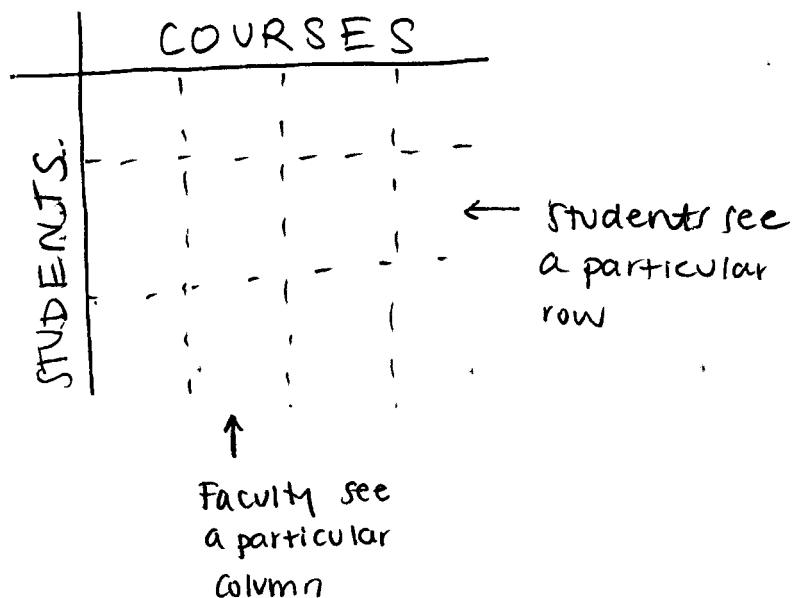 COURSES
STUDENTS.
← students see
a particular
row
↑
Faculty see
a particular
column